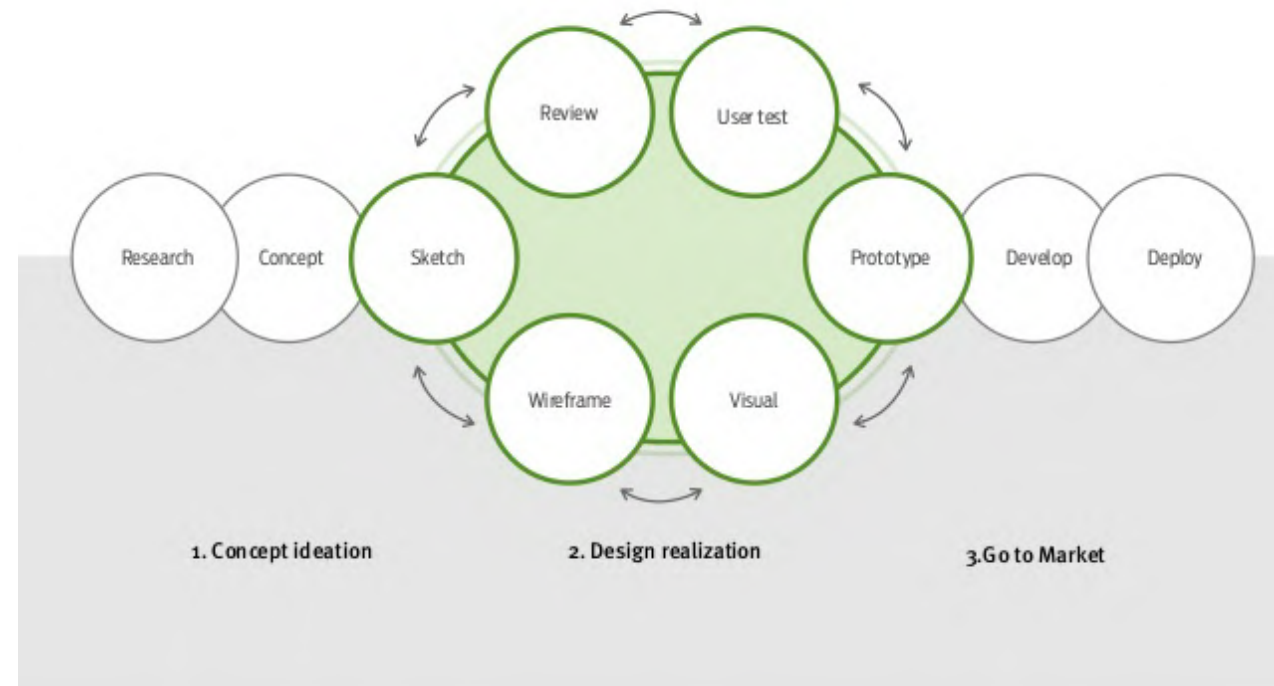 Review
User test
Research
Concept
Sketch
Prototype
Develop
Deploy
Wireframe
Visual
1. Concept ideation
2. Design realization
3.Go to Market